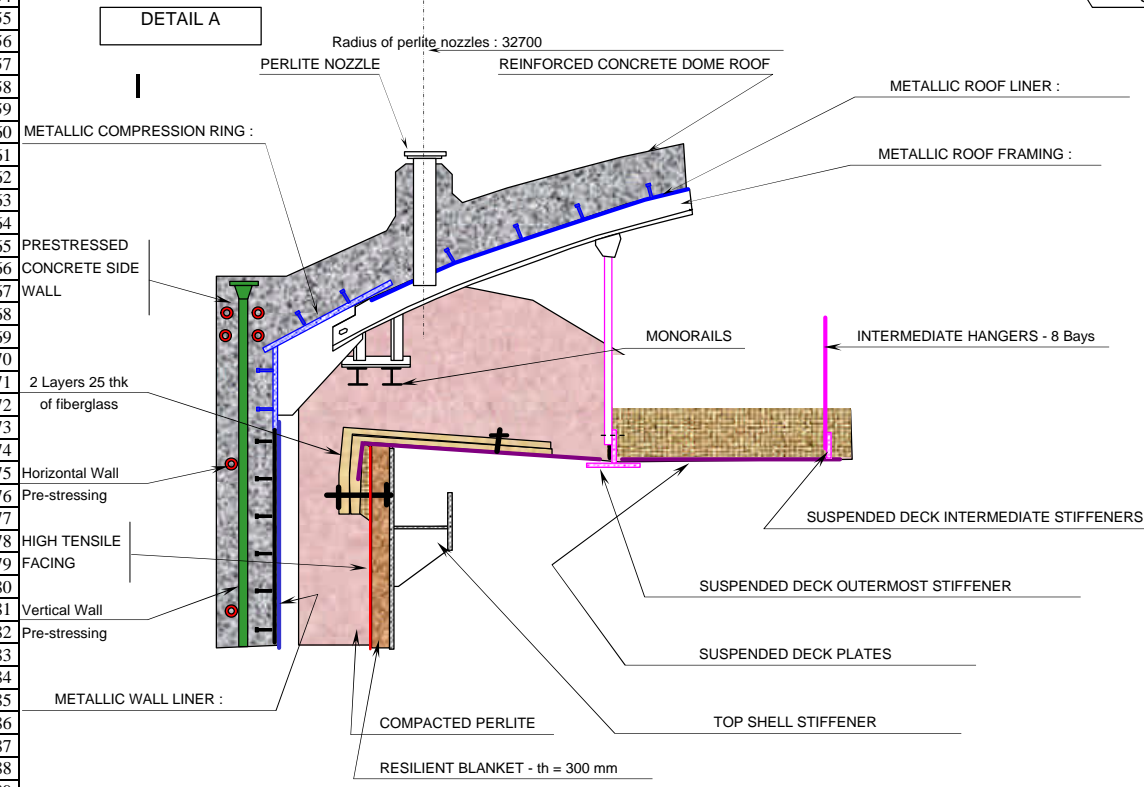 DETAIL A
Radius of perlite nozzles : 32700
PERLITE NOZZLE
REINFORCED CONCRETE DOME ROOF
METALLIC ROOF LINER :
METALLIC COMPRESSION RING :
METALLIC ROOF FRAMING :
PRESTRESSED
CONCRETE SIDE
WALL
MONORAILS
INTERMEDIATE HANGERS - 8 Bays
2 Layers 25 thk
of fiberglass
Horizontal Wall
Pre-stressing
SUSPENDED DECK INTERMEDIATE STIFFENERS
HIGH TENSILE
FACING
SUSPENDED DECK OUTERMOST STIFFENER
Vertical Wall
Pre-stressing
SUSPENDED DECK PLATES
METALLIC WALL LINER :
COMPACTED PERLITE
TOP SHELL STIFFENER
RESILIENT BLANKET - th = 300 mm